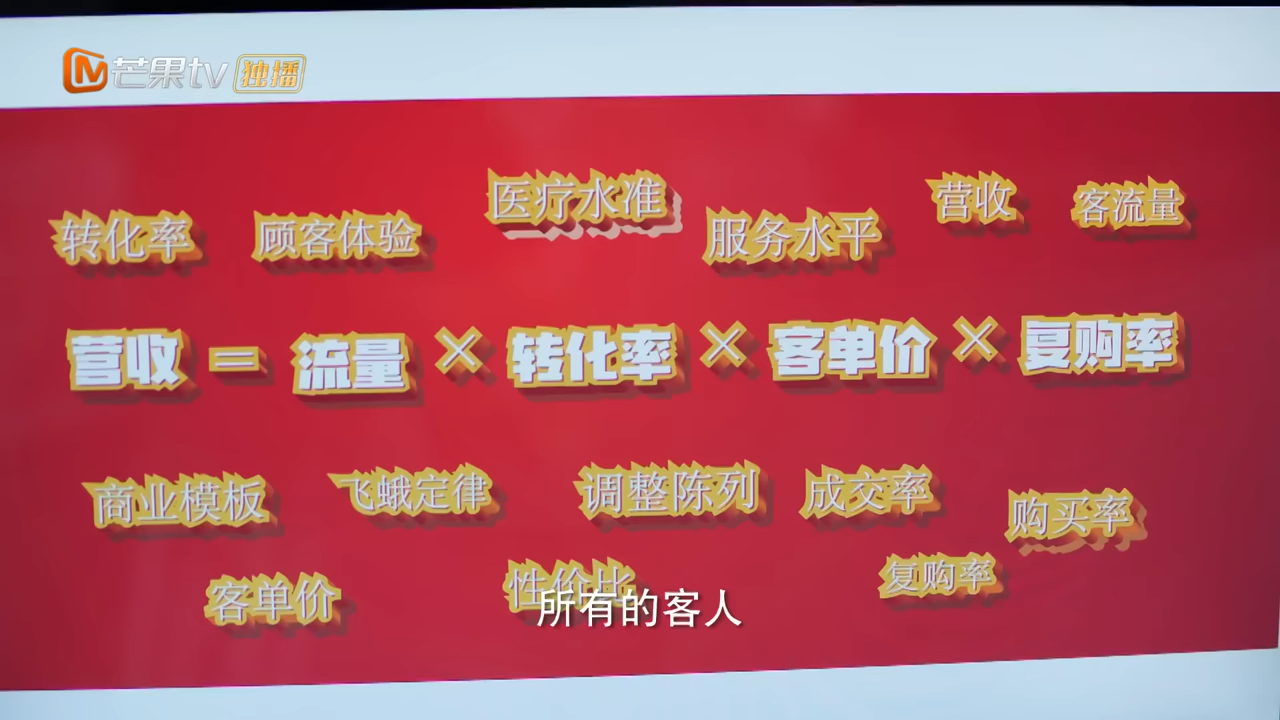 芒果tv 独播
转化率 顾客体验 医疗水准 服务水平 营收 客流量
营收 = 流量 × 转化率 × 客单价 × 复购率
商业模板 飞蛾定律 调整陈列 成交率 购买率
客单价 性价比 复购率
所有的客人